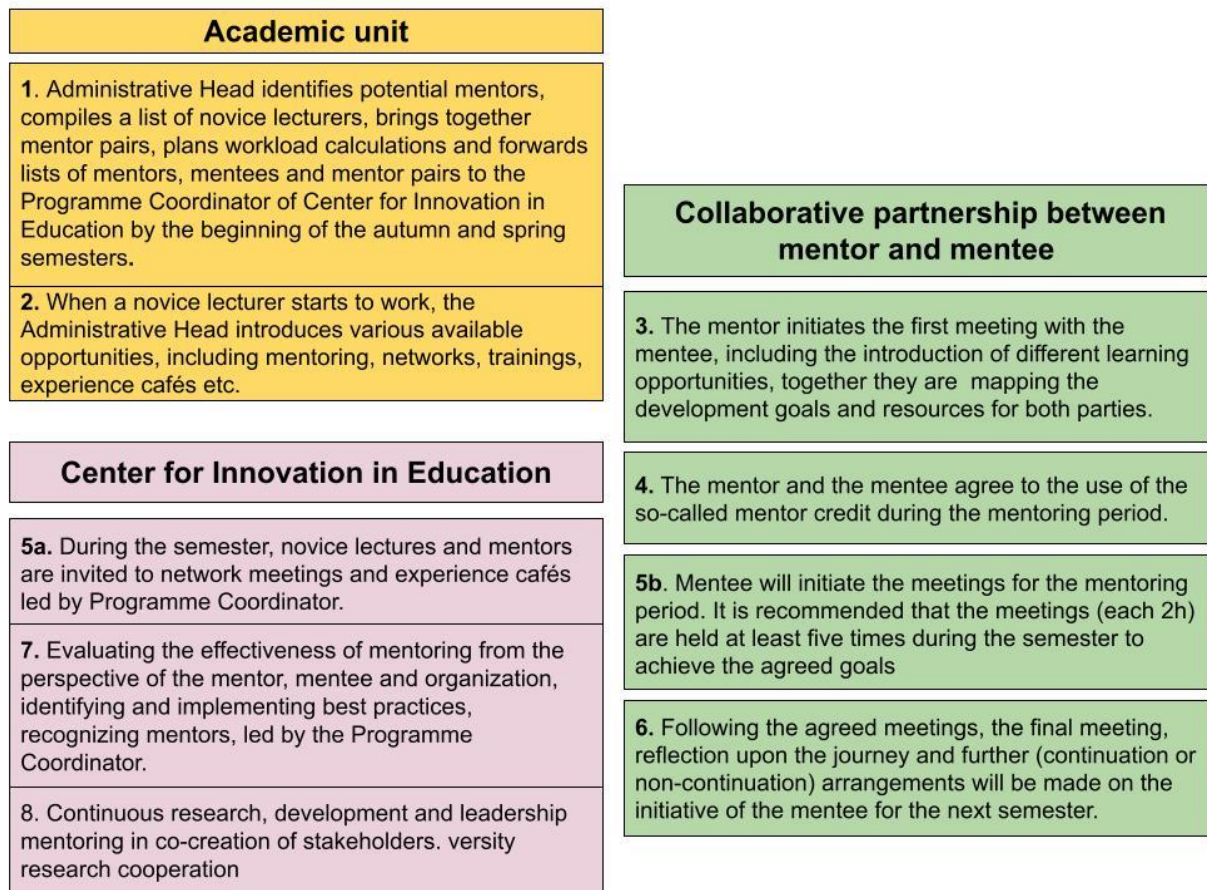 Academic unit
1. Administrative Head identifies potential mentors,
compiles a list of novice lecturers, brings together
mentor pairs, plans workload calculations and forwards
lists of mentors, mentees and mentor pairs to the
Programme Coordinator of Center for Innovation in
Education by the beginning of the autumn and spring
semesters.
2. When a novice lecturer starts to work, the
Administrative Head introduces various available
opportunities, including mentoring, networks, trainings,
experience cafés etc.
Center for Innovation in Education
5a. During the semester, novice lectures and mentors
are invited to network meetings and experience cafés
led by Programme Coordinator.
7. Evaluating the effectiveness of mentoring from the
perspective of the mentor, mentee and organization,
identifying and implementing best practices,
recognizing mentors, led by the Programme
Coordinator.
8. Continuous research, development and leadership
mentoring in co-creation of stakeholders. versity
research cooperation
Collaborative partnership between
mentor and mentee
3. The mentor initiates the first meeting with the
mentee, including the introduction of different learning
opportunities, together they are  mapping the
development goals and resources for both parties.
4. The mentor and the mentee agree to the use of the
so-called mentor credit during the mentoring period.
5b. Mentee will initiate the meetings for the mentoring
period. It is recommended that the meetings (each 2h)
are held at least five times during the semester to
achieve the agreed goals
6. Following the agreed meetings, the final meeting,
reflection upon the journey and further (continuation or
non-continuation) arrangements will be made on the
initiative of the mentee for the next semester.